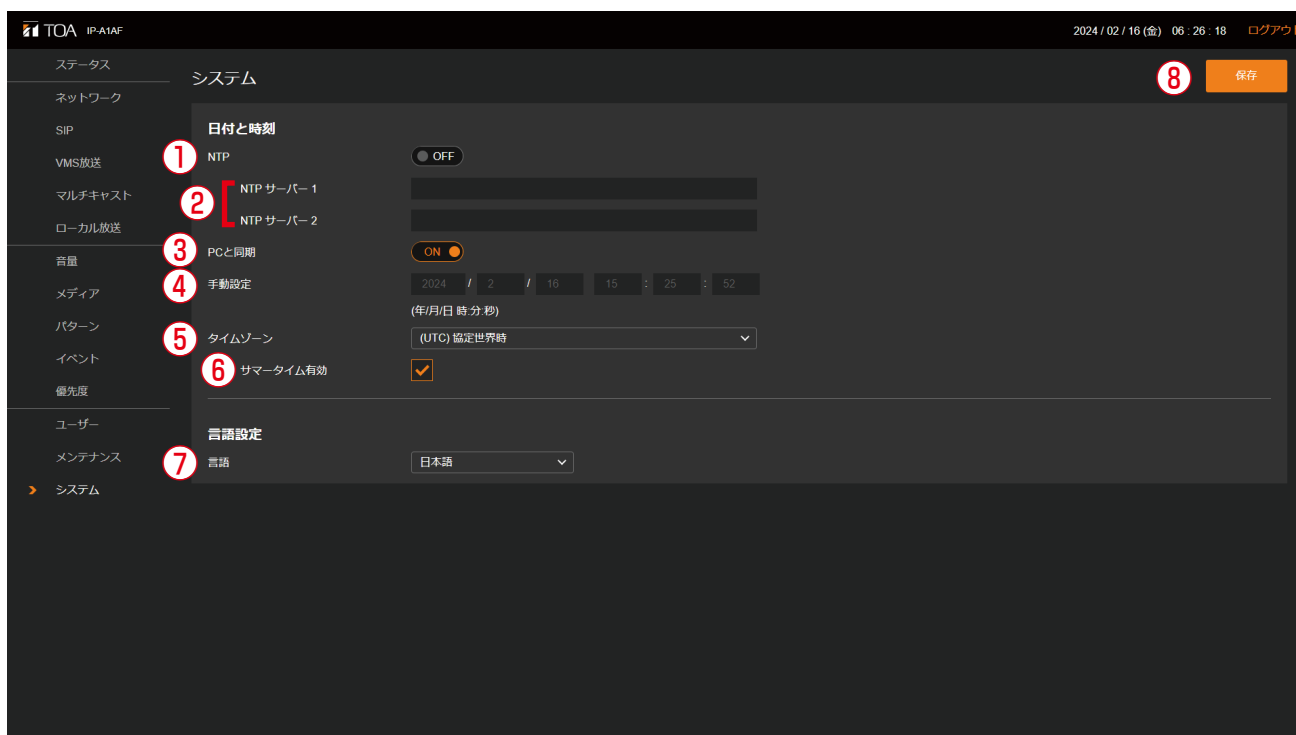 TOA IP-A1AF 2024 / 02 / 16 (金) 06 : 26 : 18 ログアウト
ステータス
ネットワーク
SIP
VMS放送
マルチキャスト
ローカル放送
音量
メディア
パターン
イベント
優先度
ユーザー
メンテナンス
システム
システム
⑧ 保存
日付と時刻
① NTP OFF
②
NTP サーバー 1
NTP サーバー 2
③ PCと同期 ON
④ 手動設定 2024 / 2 / 16 15 : 25 : 52
(年/月/日 時:分:秒)
⑤ タイムゾーン (UTC) 協定世界時
⑥ サマータイム有効
言語設定
⑦ 言語 日本語